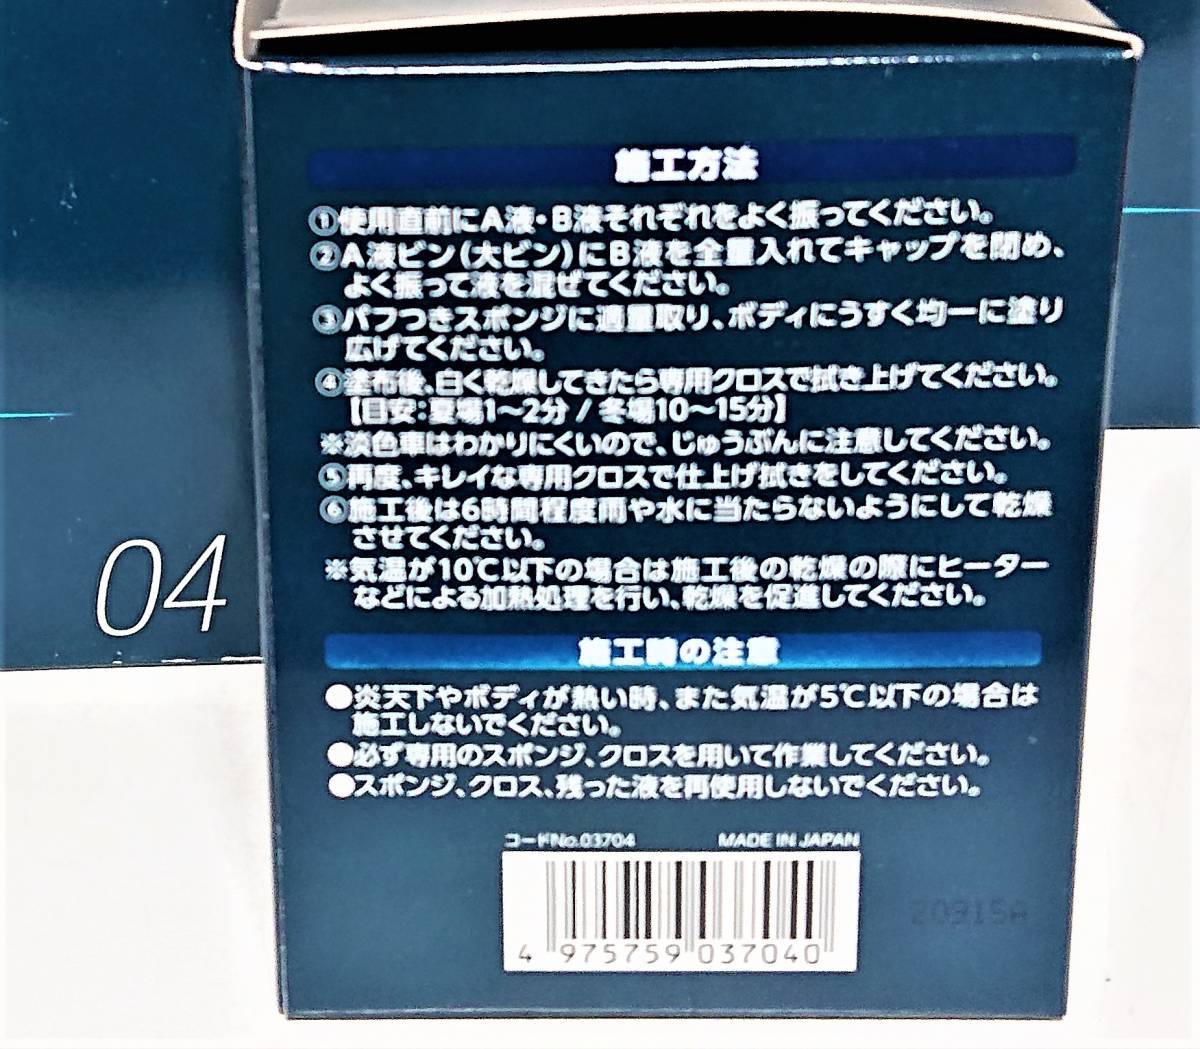 施工方法
①使用直前にA液・B液それぞれをよく振ってください。
②A液ビン(大ビン)にB液を全量入れてキャップを閉め、
よく振って液を混ぜてください。
③パフつきスポンジに適量取り、ボディにうすく均一に塗り
広げてください。
④塗布後、白く乾燥してきたら専用クロスで拭き上げてください。
【目安:夏場1〜2分 / 冬場10〜15分】
※淡色車はわかりにくいので、じゅうぶんに注意してください。
⑤再度、キレイな専用クロスで仕上げ拭きをしてください。
⑥施工後は6時間程度雨や水に当たらないようにして乾燥
させてください。
※気温が10℃以下の場合は施工後の乾燥の際にヒーター
などによる加熱処理を行い、乾燥を促進してください。
施工時の注意
●炎天下やボディが熱い時、また気温が5℃以下の場合は
施工しないでください。
●必ず専用のスポンジ、クロスを用いて作業してください。
●スポンジ、クロス、残った液を再使用しないでください。
コードNo.03704 MADE IN JAPAN
20915A
4 975759 037040
04